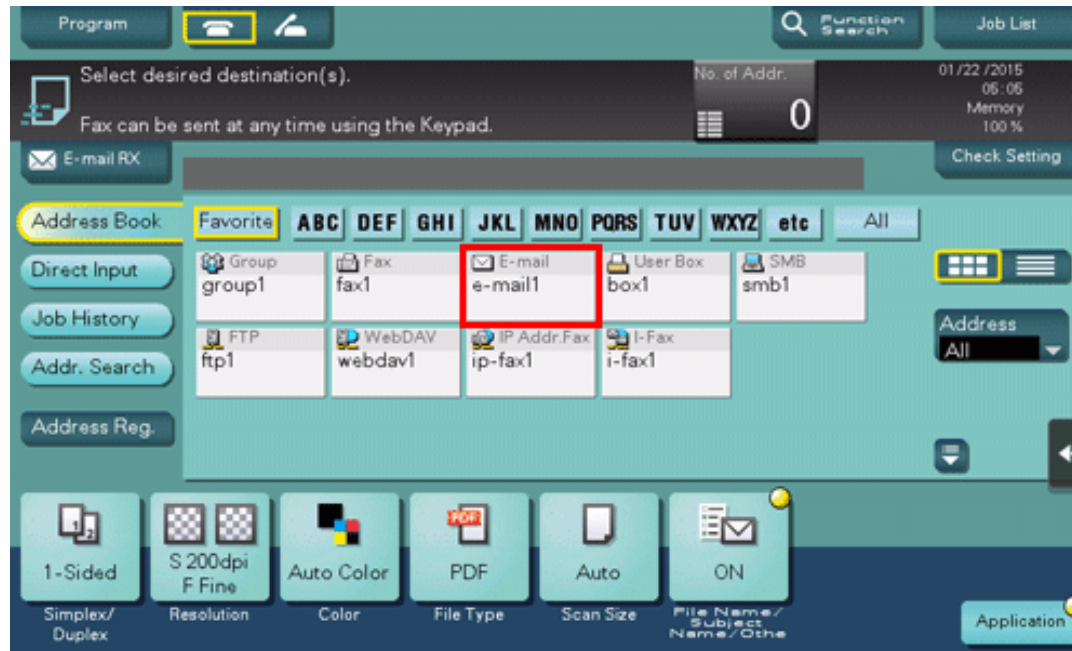 Program
Function
Search
Job List
Select desired destination(s).
Fax can be sent at any time using the Keypad.
No. of Addr.
0
01/22/2015
05:05
Memory
100 %
E-mail RX
Check Setting
Address Book
Favorite ABC DEF GHI JKL MNO PQRS TUV WXYZ etc All
Direct Input
Job History
Addr. Search
Address Reg.
Group
group1
Fax
fax1
E-mail
e-mail1
User Box
box1
SMB
smb1
FTP
ftp1
WebDAV
webdav1
IP Addr.Fax
ip-fax1
I-Fax
i-fax1
Address
All
1-Sided
Simplex/
Duplex
S 200dpi
F Fine
Resolution
Auto Color
Color
PDF
PDF
File Type
Auto
Scan Size
ON
File Name/
Subject
Name/Othe
Application